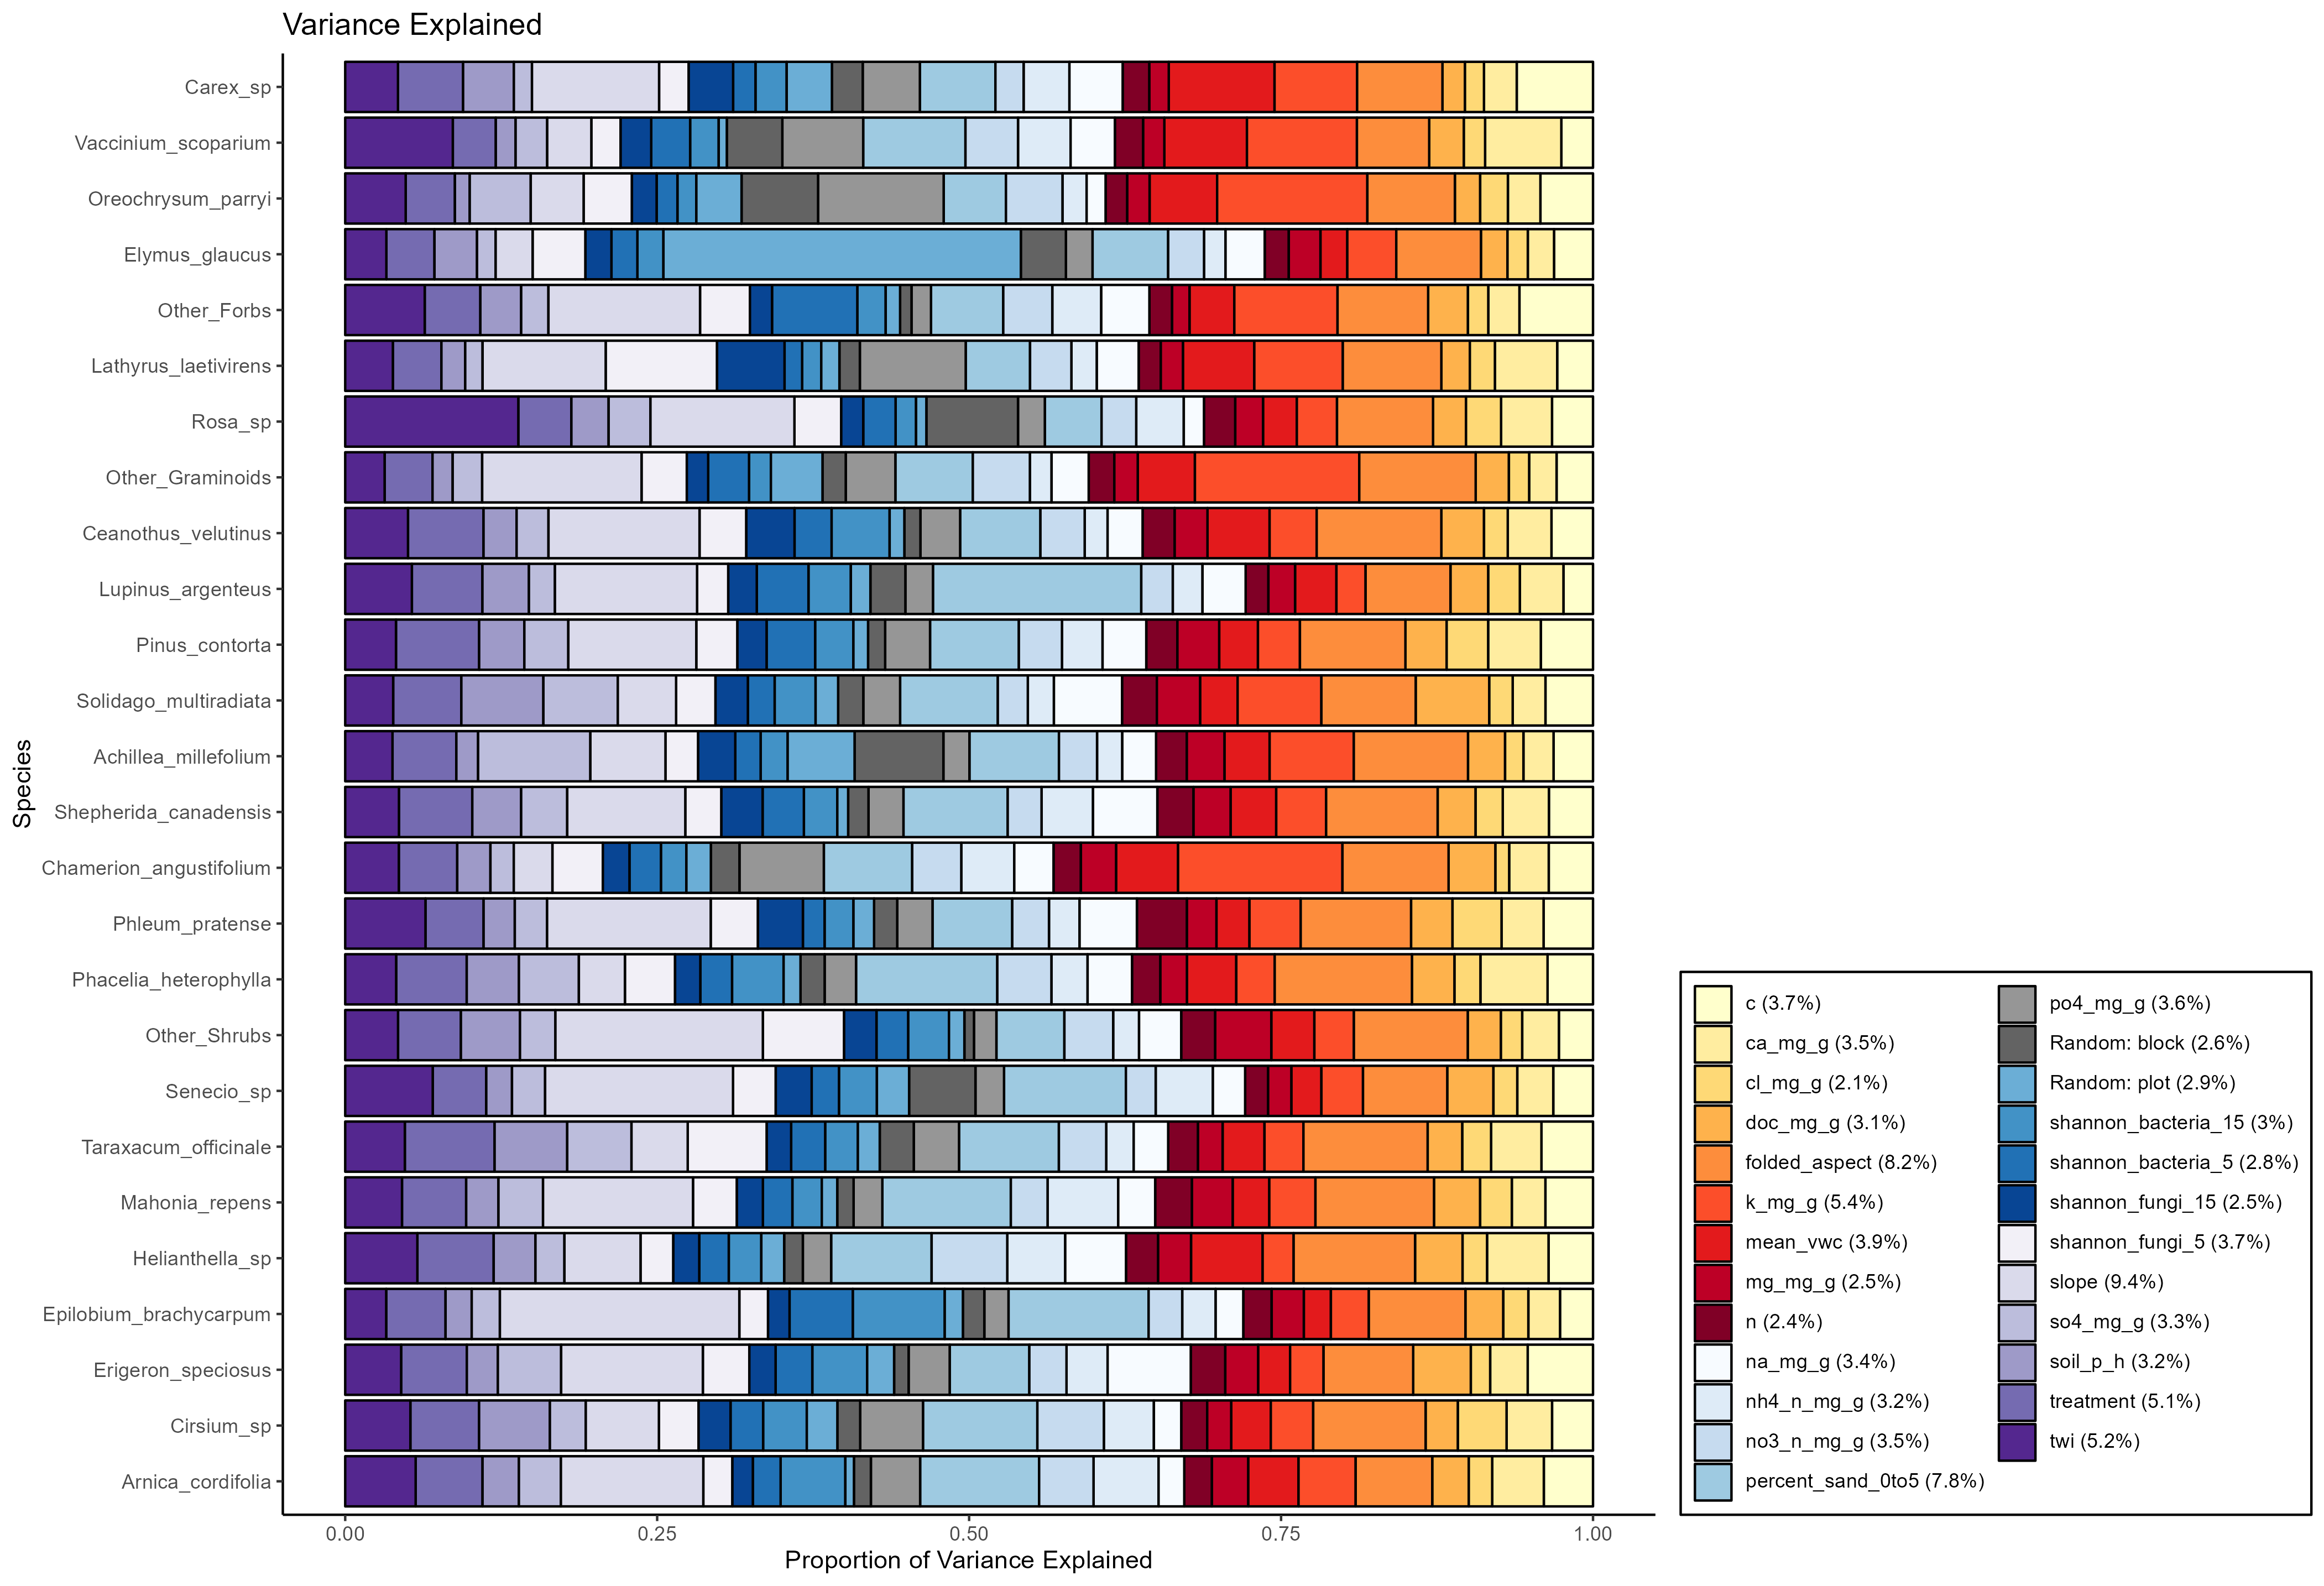 Variance Explained
Species
Carex_sp
Vaccinium_scoparium
Oreochrysum_parryi
Elymus_glaucus
Other_Forbs
Lathyrus_laetivirens
Rosa_sp
Other_Graminoids
Ceanothus_velutinus
Lupinus_argenteus
Pinus_contorta
Solidago_multiradiata
Achillea_millefolium
Shepherida_canadensis
Chamerion_angustifolium
Phleum_pratense
Phacelia_heterophylla
Other_Shrubs
Senecio_sp
Taraxacum_officinale
Mahonia_repens
Helianthella_sp
Epilobium_brachycarpum
Erigeron_speciosus
Cirsium_sp
Arnica_cordifolia
0.00 0.25 0.50 0.75 1.00
Proportion of Variance Explained
c (3.7%)
ca_mg_g (3.5%)
cl_mg_g (2.1%)
doc_mg_g (3.1%)
folded_aspect (8.2%)
k_mg_g (5.4%)
mean_vwc (3.9%)
mg_mg_g (2.5%)
n (2.4%)
na_mg_g (3.4%)
nh4_n_mg_g (3.2%)
no3_n_mg_g (3.5%)
percent_sand_0to5 (7.8%)
po4_mg_g (3.6%)
Random: block (2.6%)
Random: plot (2.9%)
shannon_bacteria_15 (3%)
shannon_bacteria_5 (2.8%)
shannon_fungi_15 (2.5%)
shannon_fungi_5 (3.7%)
slope (9.4%)
so4_mg_g (3.3%)
soil_p_h (3.2%)
treatment (5.1%)
twi (5.2%)